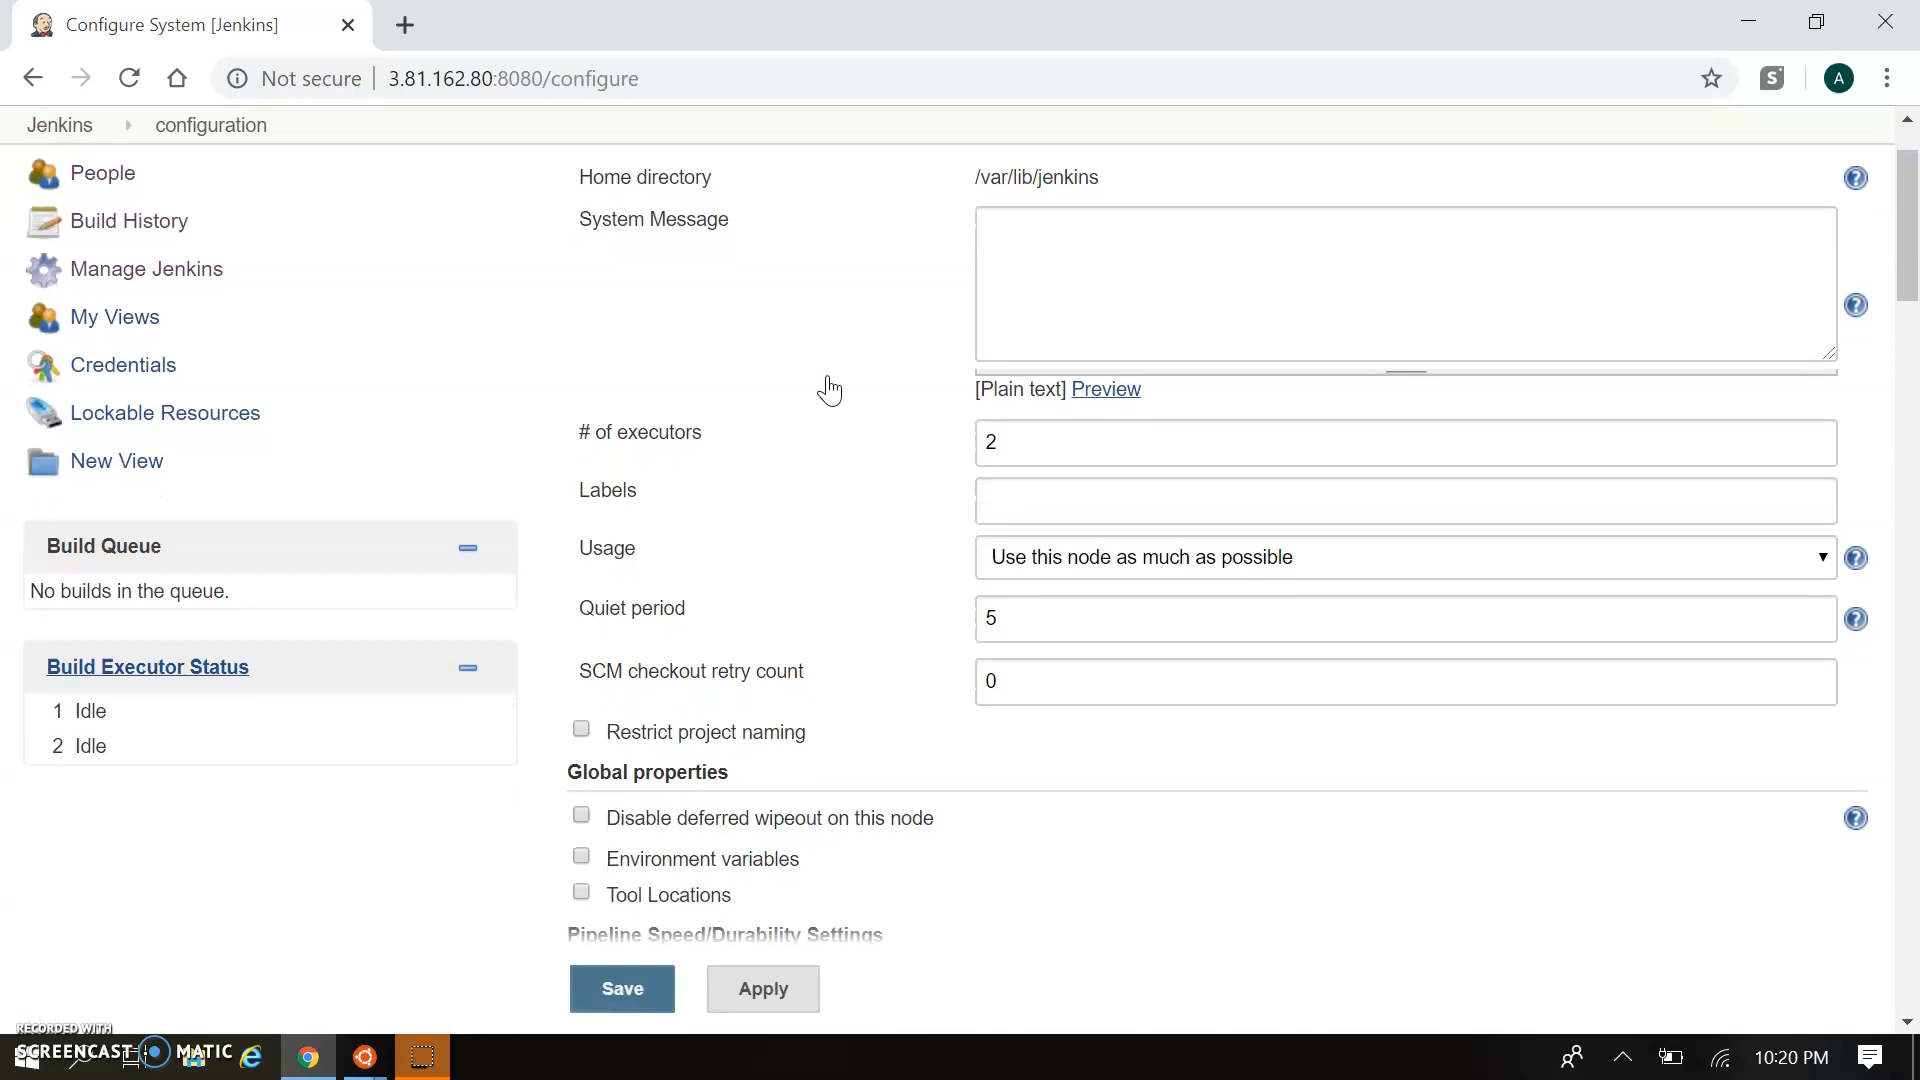 Configure System [Jenkins]
Not secure
3.81.162.80:8080/configure
S
A
Jenkins
configuration
People
Build History
Manage Jenkins
My Views
Credentials
Lockable Resources
New View
Build Queue
No builds in the queue.
Build Executor Status
1 Idle
2 Idle
Home directory
/var/lib/jenkins
System Message
[Plain text] Preview
# of executors
2
Labels
Usage
Use this node as much as possible
Quiet period
5
SCM checkout retry count
0
Restrict project naming
Global properties
Disable deferred wipeout on this node
Environment variables
Tool Locations
Pipeline Speed/Durability Settings
Save
Apply
RECORDED WITH
SCREENCAST MATIC
10:20 PM